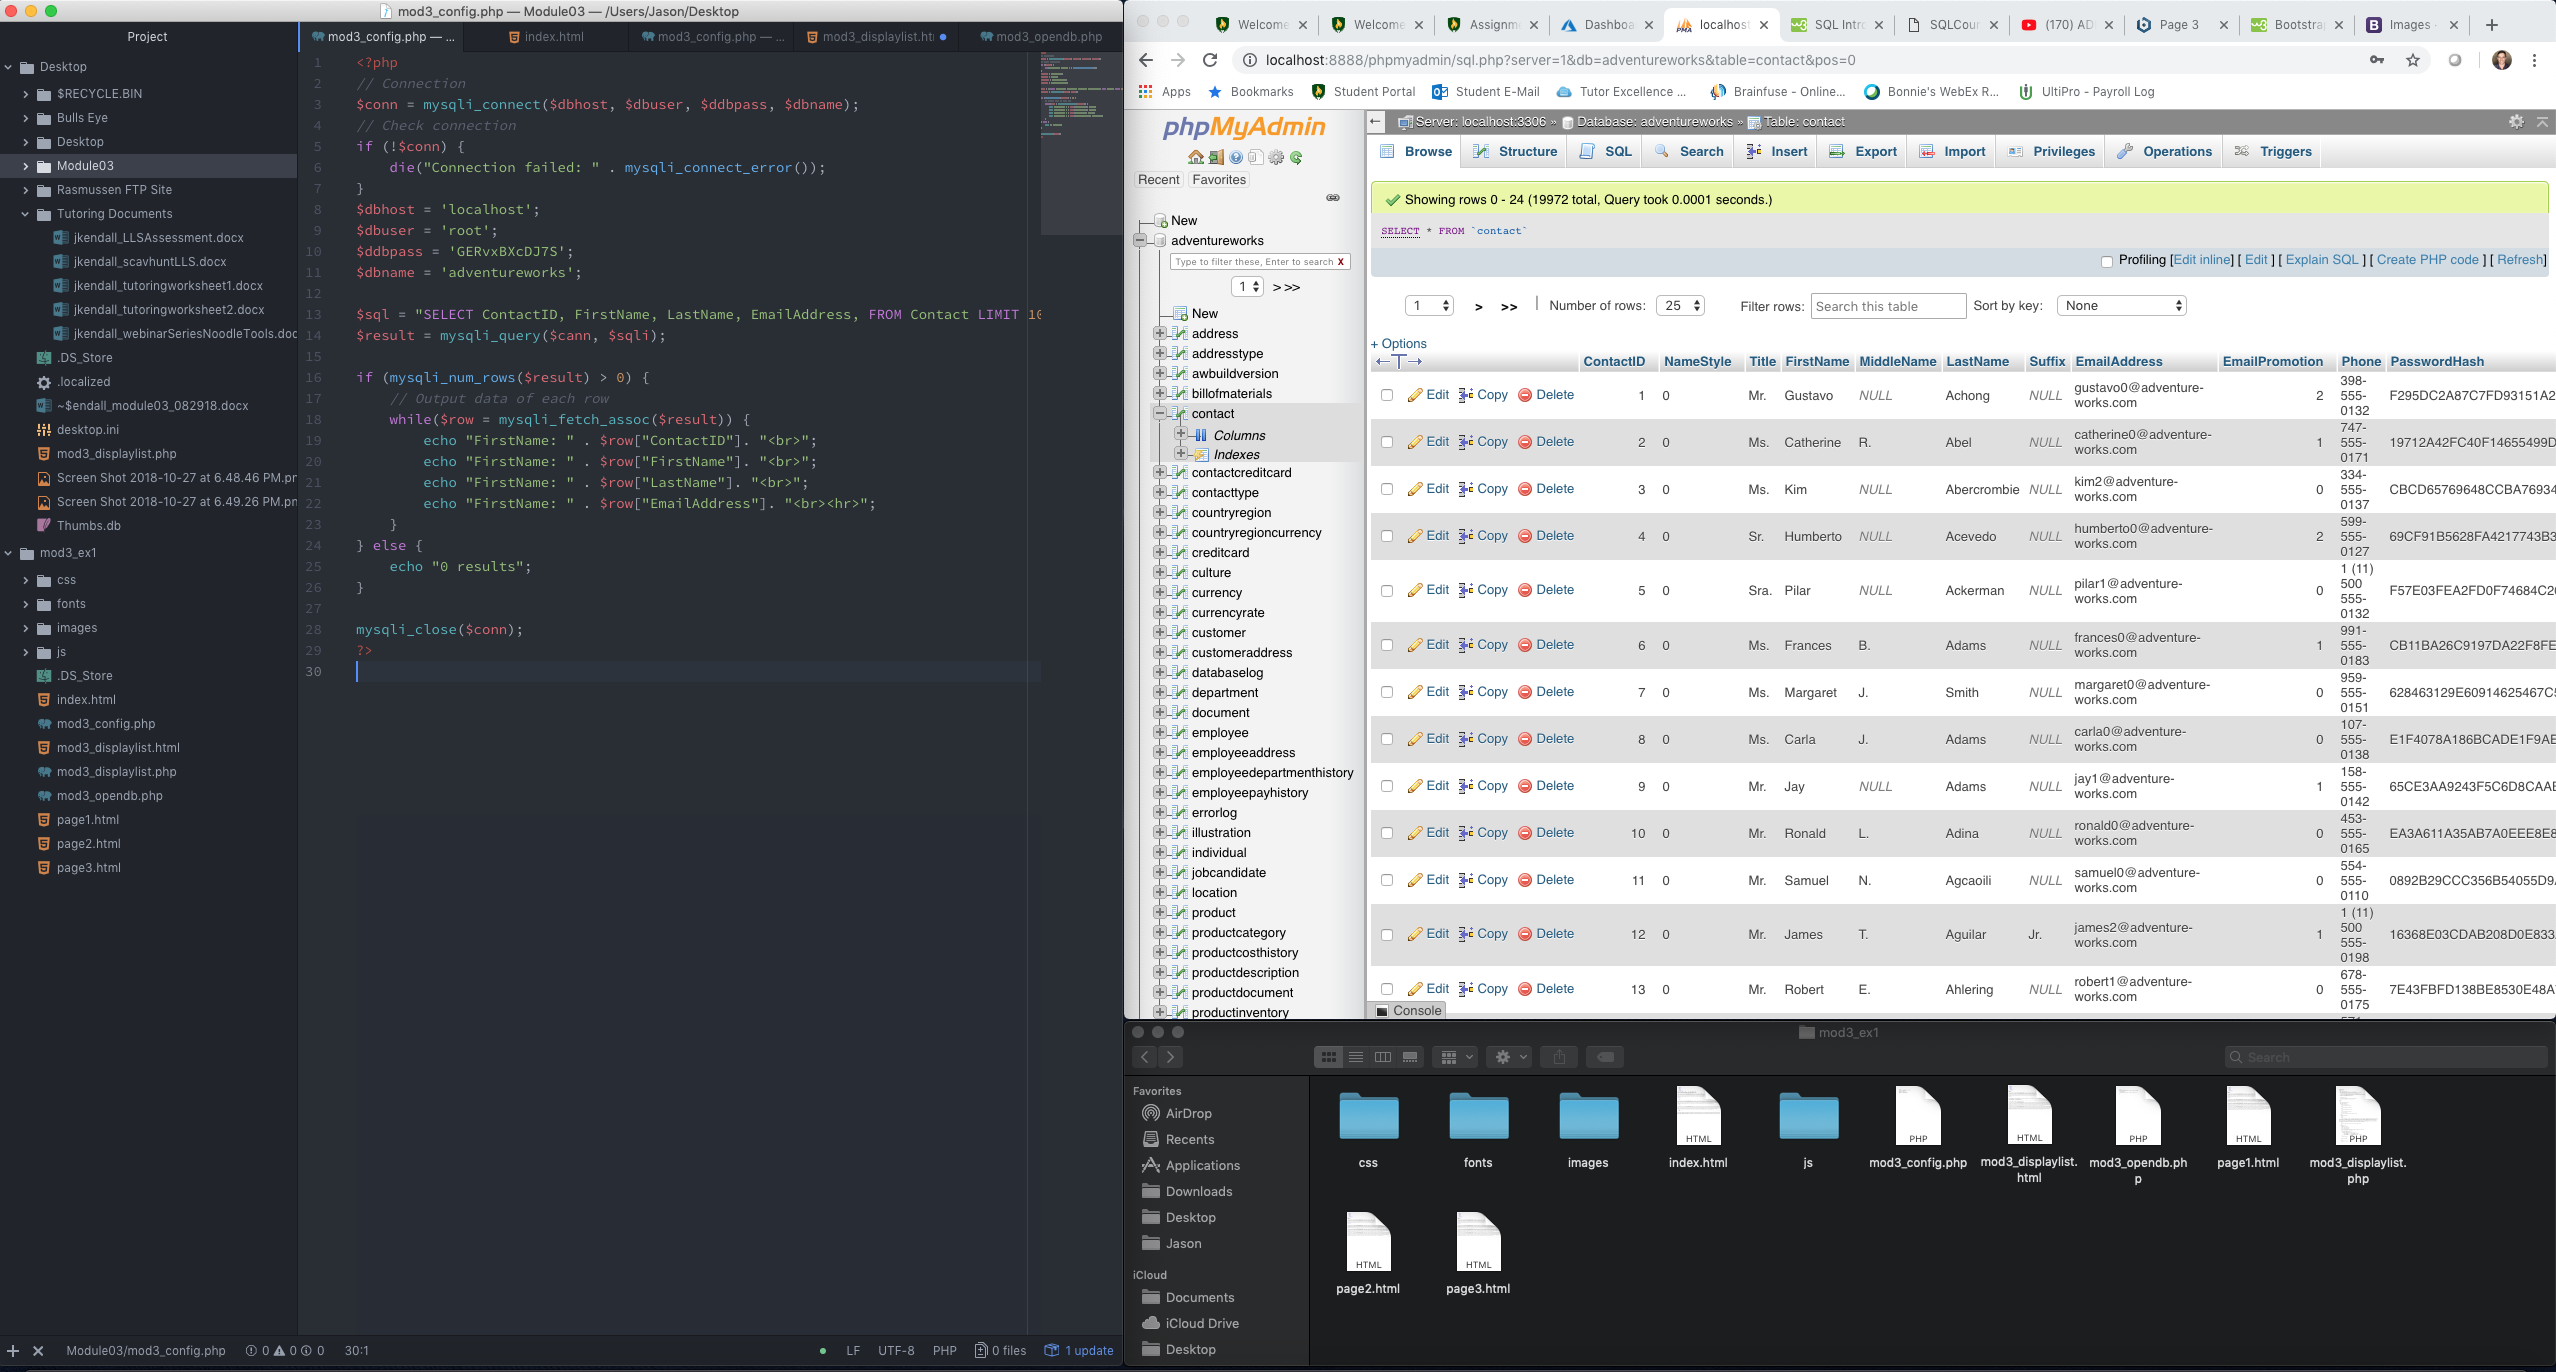 mod3_config.php — Module03 — /Users/Jason/Desktop
Project
mod3_config.php — ...
index.html
mod3_config.php — ...
mod3_displaylist.ht
mod3_opendb.php
Desktop
$RECYCLE.BIN
Bulls Eye
Desktop
Module03
Rasmussen FTP Site
Tutoring Documents
jkendall_LLSAssessment.docx
jkendall_scavhuntLLS.docx
jkendall_tutoringworksheet1.docx
jkendall_tutoringworksheet2.docx
jkendall_webinarSeriesNoodleTools.doc
.DS_Store
.localized
~$endall_module03_082918.docx
desktop.ini
mod3_displaylist.php
Screen Shot 2018-10-27 at 6.48.46 PM.pr
Screen Shot 2018-10-27 at 6.49.26 PM.pn
Thumbs.db
mod3_ex1
css
fonts
images
js
.DS_Store
index.html
mod3_config.php
mod3_displaylist.html
mod3_displaylist.php
mod3_opendb.php
page1.html
page2.html
page3.html
1 <?php
2 // Connection
3 $conn = mysqli_connect($dbhost, $dbuser, $ddbpass, $dbname);
4 // Check connection
5 if (!$conn) {
6 die("Connection failed: " . mysqli_connect_error());
7 }
8 $dbhost = 'localhost';
9 $dbuser = 'root';
10 $ddbpass = 'GERvxBXcDJ7S';
11 $dbname = 'adventureworks';
12
13 $sql = "SELECT ContactID, FirstName, LastName, EmailAddress, FROM Contact LIMIT 10
14 $result = mysqli_query($cann, $sqli);
15
16 if (mysqli_num_rows($result) > 0) {
17 // Output data of each row
18 while($row = mysqli_fetch_assoc($result)) {
19 echo "FirstName: " . $row["ContactID"]. "<br>";
20 echo "FirstName: " . $row["FirstName"]. "<br>";
21 echo "FirstName: " . $row["LastName"]. "<br>";
22 echo "FirstName: " . $row["EmailAddress"]. "<br><hr>";
23 }
24 } else {
25 echo "0 results";
26 }
27
28 mysqli_close($conn);
29 ?>
30
Module03/mod3_config.php 0 0 0 30:1
LF UTF-8 PHP 0 files 1 update
Welcome
Welcome
Assignm
Dashboa
localhost
SQL Intr
SQLCour
(170) AD
Page 3
Bootstra
Images -
localhost:8888/phpmyadmin/sql.php?server=1&db=adventureworks&table=contact&pos=0
Apps
Bookmarks
Student Portal
Student E-Mail
Tutor Excellence ...
Brainfuse - Online...
Bonnie's WebEx R...
UltiPro - Payroll Log
phpMyAdmin
Recent Favorites
New
adventureworks
Type to filter these, Enter to search X
1 > >>
New
address
addresstype
awbuildversion
billofmaterials
contact
Columns
Indexes
contactcreditcard
contacttype
countryregion
countryregioncurrency
creditcard
culture
currency
currencyrate
customer
customeraddress
databaselog
department
document
employee
employeeaddress
employeedepartmenthistory
employeepayhistory
errorlog
illustration
individual
jobcandidate
location
product
productcategory
productcosthistory
productdescription
productdocument
productinventory
Server: localhost:3306 » Database: adventureworks » Table: contact
Browse Structure SQL Search Insert Export Import Privileges Operations Triggers
Showing rows 0 - 24 (19972 total, Query took 0.0001 seconds.)
SELECT * FROM `contact`
Profiling [Edit inline] [ Edit ] [ Explain SQL ] [ Create PHP code ] [ Refresh]
1 > >> | Number of rows: 25 Filter rows: Search this table Sort by key: None
+ Options
ContactID NameStyle Title FirstName MiddleName LastName Suffix EmailAddress EmailPromotion Phone PasswordHash
Edit Copy Delete 1 0 Mr. Gustavo NULL Achong NULL gustavo0@adventure-works.com 2 398-555-0132 F295DC2A87C7FD93151A2
Edit Copy Delete 2 0 Ms. Catherine R. Abel NULL catherine0@adventure-works.com 1 747-555-0171 19712A42FC40F14655499D
Edit Copy Delete 3 0 Ms. Kim NULL Abercrombie NULL kim2@adventure-works.com 0 334-555-0137 CBCD65769648CCBA76934
Edit Copy Delete 4 0 Sr. Humberto NULL Acevedo NULL humberto0@adventure-works.com 2 599-555-0127 69CF91B5628FA4217743B3
Edit Copy Delete 5 0 Sra. Pilar NULL Ackerman NULL pilar1@adventure-works.com 0 1 (11) 500 555-0132 F57E03FEA2FD0F74684C20
Edit Copy Delete 6 0 Ms. Frances B. Adams NULL frances0@adventure-works.com 1 991-555-0183 CB11BA26C9197DA22F8FE
Edit Copy Delete 7 0 Ms. Margaret J. Smith NULL margaret0@adventure-works.com 0 959-555-0151 628463129E60914625467C5
Edit Copy Delete 8 0 Ms. Carla J. Adams NULL carla0@adventure-works.com 0 107-555-0138 E1F4078A186BCADE1F9AE
Edit Copy Delete 9 0 Mr. Jay NULL Adams NULL jay1@adventure-works.com 1 158-555-0142 65CE3AA9243F5C6D8CAAE
Edit Copy Delete 10 0 Mr. Ronald L. Adina NULL ronald0@adventure-works.com 0 453-555-0165 EA3A611A35AB7A0EEE8E8
Edit Copy Delete 11 0 Mr. Samuel N. Agcaoili NULL samuel0@adventure-works.com 0 554-555-0110 0892B29CCC356B54055D9
Edit Copy Delete 12 0 Mr. James T. Aguilar Jr. james2@adventure-works.com 1 1 (11) 500 555-0198 16368E03CDAB208D0E833
Edit Copy Delete 13 0 Mr. Robert E. Ahlering NULL robert1@adventure-works.com 0 678-555-0175 7E43FBFD138BE8530E48A
Console
mod3_ex1
Search
Favorites
AirDrop
Recents
Applications
Downloads
Desktop
Jason
iCloud
Documents
iCloud Drive
Desktop
css
fonts
images
HTML
index.html
js
PHP
mod3_config.php
HTML
mod3_displaylist.html
PHP
mod3_opendb.php
HTML
page1.html
PHP
mod3_displaylist.php
HTML
page2.html
HTML
page3.html